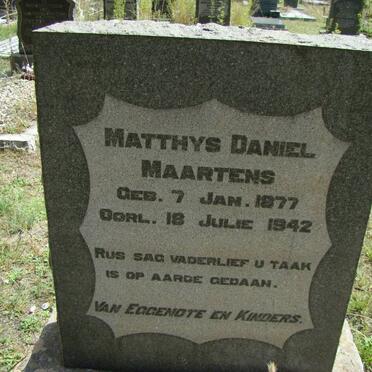 MATTHYS DANIEL
MAARTENS
GEB. 7 JAN. 1877
OORL. 18 JULIE 1942
RUS SAG VADERLIEF U TAAK
IS OP AARDE GEDAAN.
VAN EGGENOTE EN KINDERS.